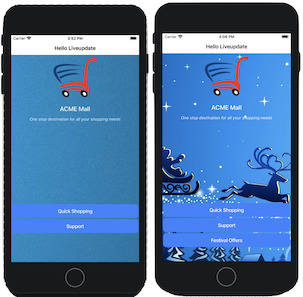 Carrier
3:52 PM
Hello Liveupdate
ACME Mall
One stop destination for all your shopping needs
Quick Shopping
Support
Carrier
4:06 PM
Hello Liveupdate
ACME Mall
One stop destination for all your shopping needs
Quick Shopping
Support
Festival Offers